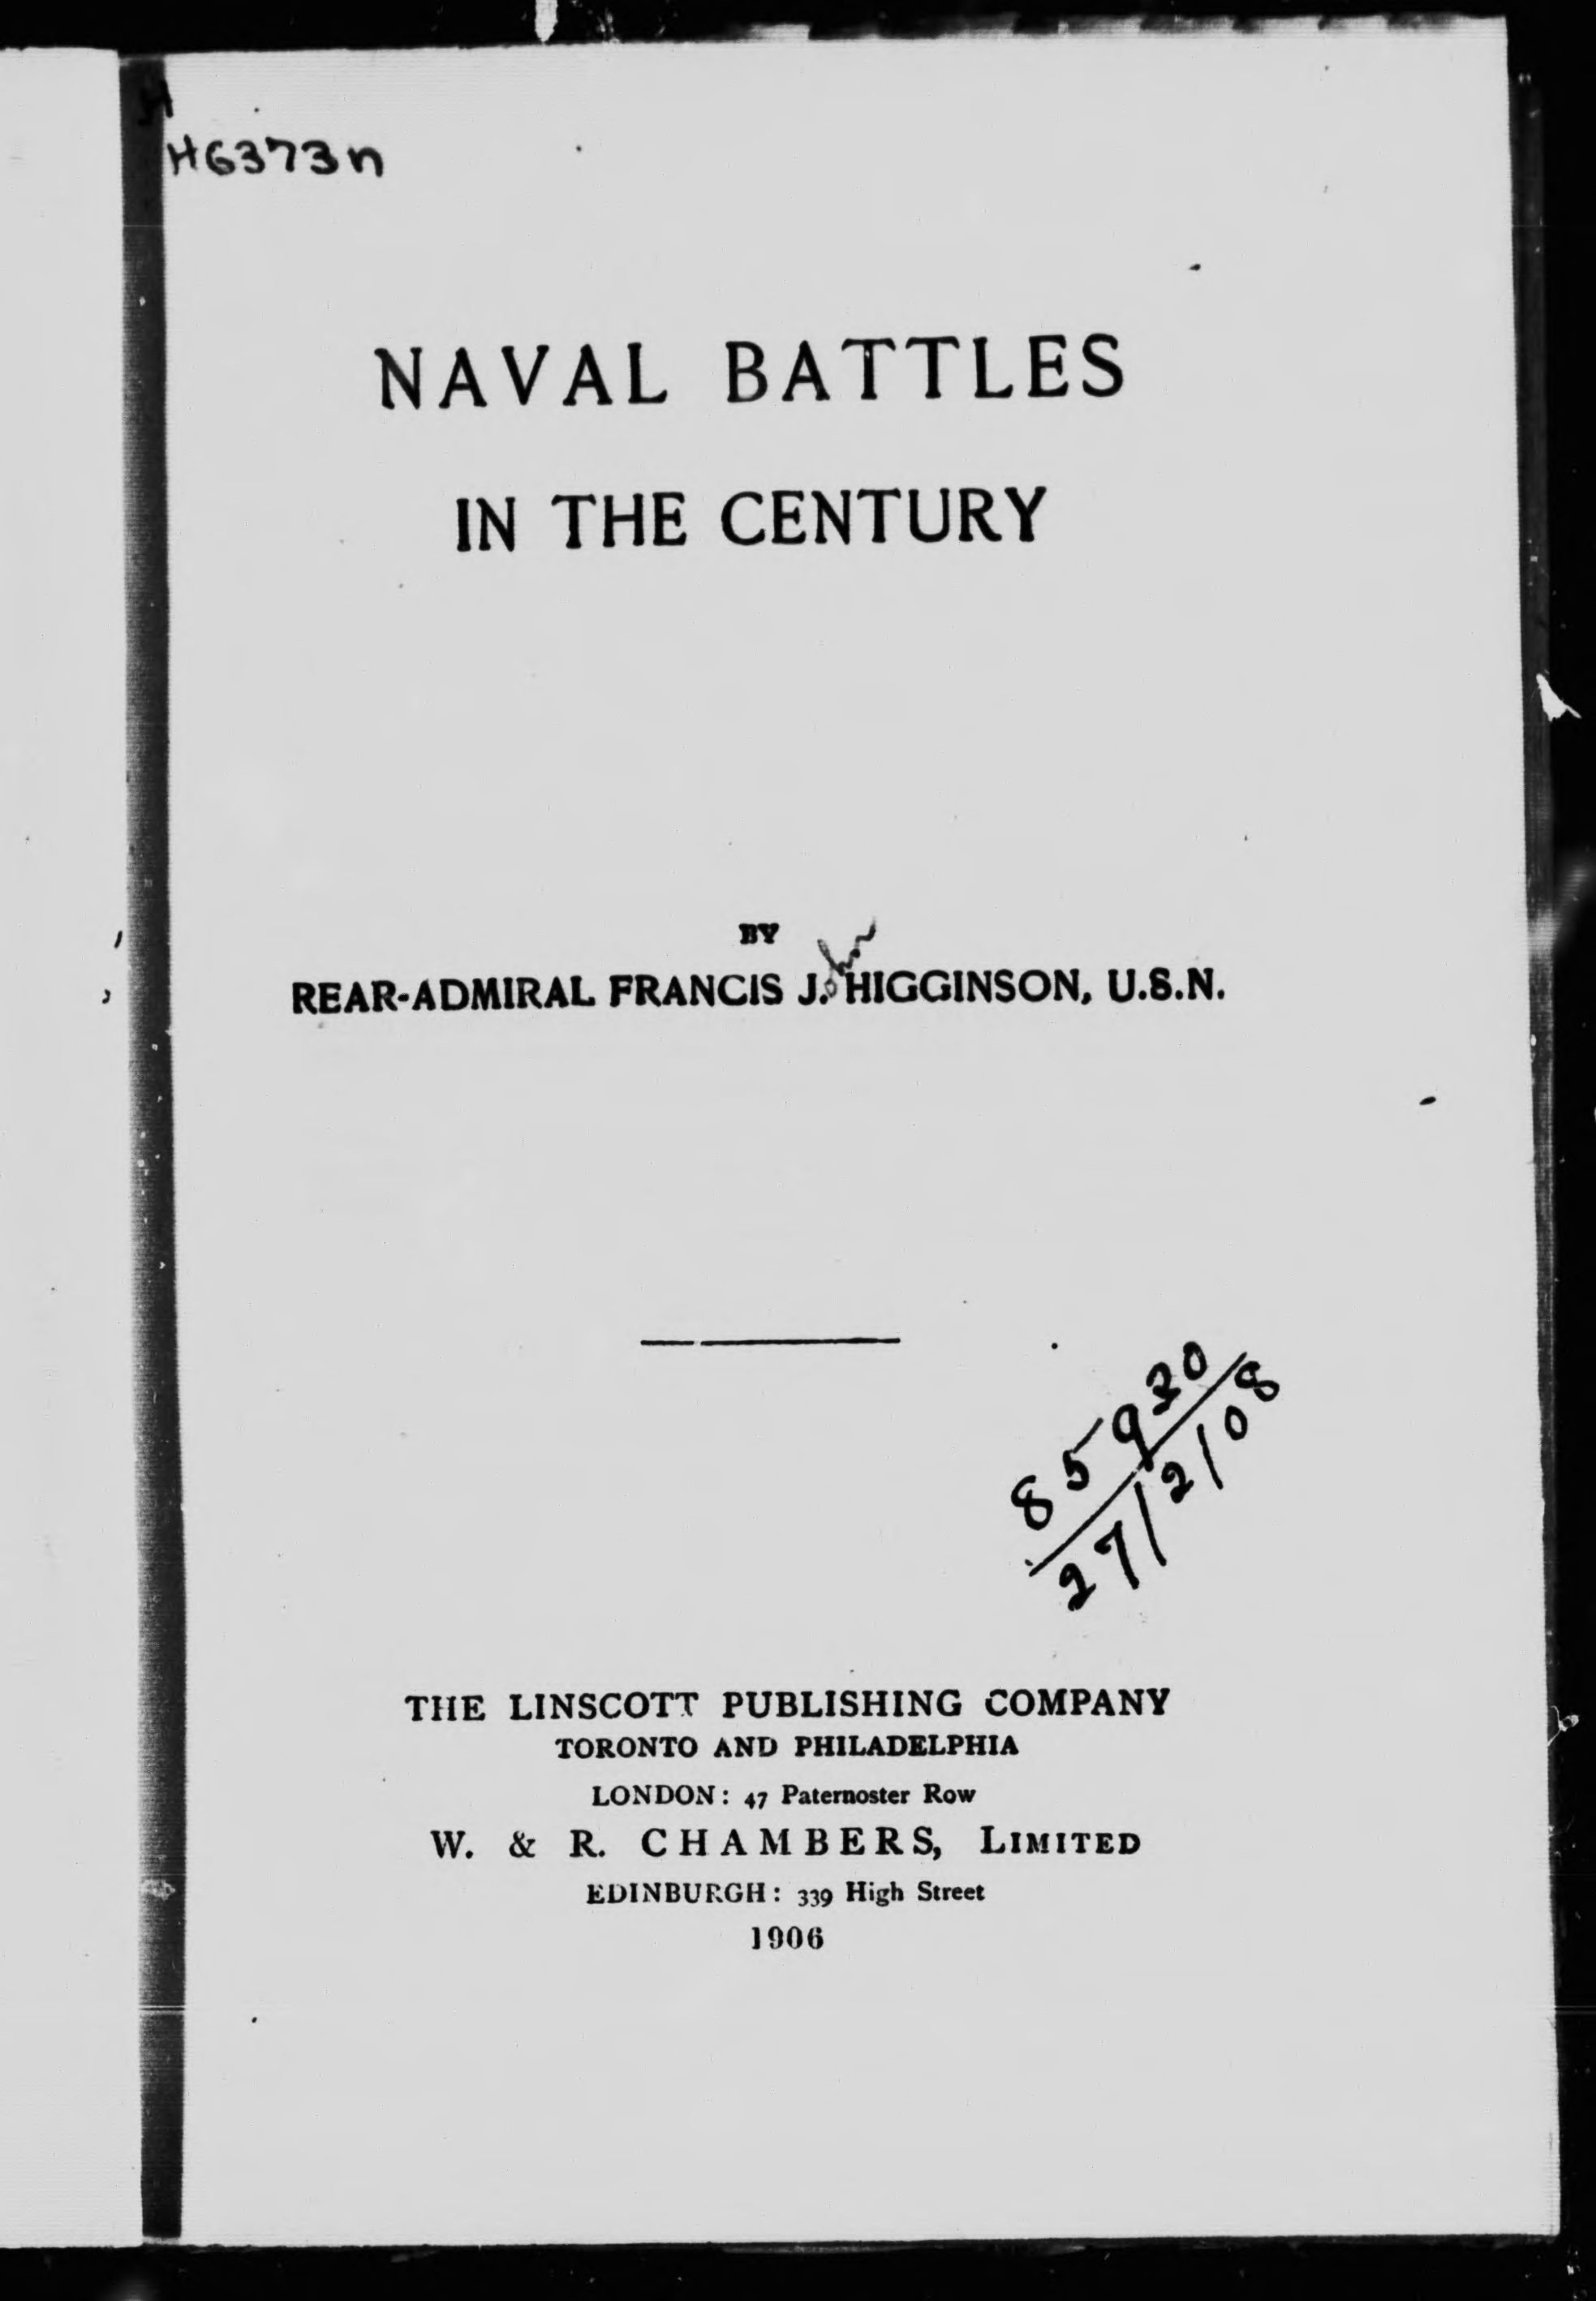 H6373n
NAVAL BATTLES
IN THE CENTURY
BY
REAR-ADMIRAL FRANCIS J. HIGGINSON, U.S.N.
85930
27/2/08
THE LINSCOTT PUBLISHING COMPANY
TORONTO AND PHILADELPHIA
LONDON: 47 Paternoster Row
W. & R. CHAMBERS, LIMITED
EDINBURGH: 339 High Street
1906